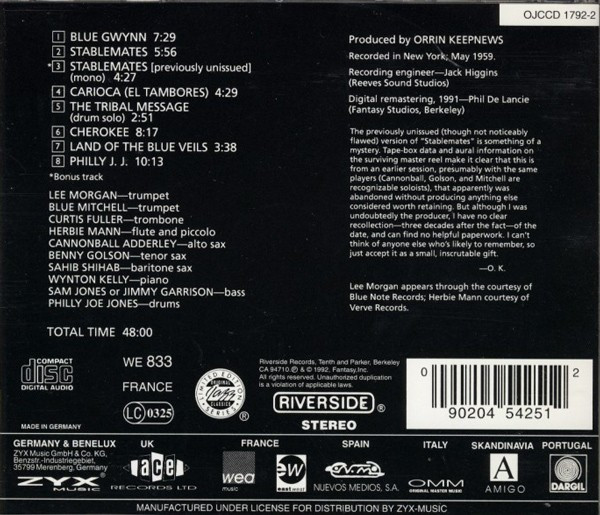 OJCCD 1792-2
1 BLUE GWYNN 7:29
2 STABLEMATES 5:56
*3 STABLEMATES [previously unissued]
(mono) 4:27
4 CARIOCA (EL TAMBORES) 4:29
5 THE TRIBAL MESSAGE
(drum solo) 2:51
6 CHEROKEE 8:17
7 LAND OF THE BLUE VEILS 3:38
8 PHILLY J. J. 10:13
*Bonus track
LEE MORGAN—trumpet
BLUE MITCHELL—trumpet
CURTIS FULLER—trombone
HERBIE MANN—flute and piccolo
CANNONBALL ADDERLEY—alto sax
BENNY GOLSON—tenor sax
SAHIB SHIHAB—baritone sax
WYNTON KELLY—piano
SAM JONES or JIMMY GARRISON—bass
PHILLY JOE JONES—drums
TOTAL TIME 48:00
Produced by ORRIN KEEPNEWS
Recorded in New York; May 1959.
Recording engineer—Jack Higgins
(Reeves Sound Studios)
Digital remastering, 1991—Phil De Lancie
(Fantasy Studios, Berkeley)
The previously unissued (though not noticeably
flawed) version of "Stablemates" is something of a
mystery. Tape-box data and aural information on
the surviving master reel make it clear that this is
from an earlier session, presumably with the same
players (Cannonball, Golson, and Mitchell are
recognizable soloists), that apparently was
abandoned without producing anything else
considered worth retaining. But although I was
undoubtedly the producer, I have no clear
recollection—three decades after the fact—of the
date, and can find no helpful paperwork. I can't
think of anyone else who's likely to remember, so
just accept it as a small, inscrutable gift.
—O. K.
Lee Morgan appears through the courtesy of
Blue Note Records; Herbie Mann courtesy of
Verve Records.
COMPACT
disc
DIGITAL AUDIO
MADE IN GERMANY
WE 833
FRANCE
LC 0325
LIMITED EDITION
ORIGINAL
Jazz
CLASSICS
SERIES
®
Riverside Records, Tenth and Parker, Berkeley
CA 94710. ℗ & © 1992, Fantasy, Inc.
All rights reserved. Unauthorized duplication
is a violation of applicable laws.
RIVERSIDE ®
STEREO
0 90204 54251 2
GERMANY & BENELUX
ZYX Music GmbH & Co. KG,
Benzstr.-Industriegebiet,
35799 Merenberg, Germany
ZYX
MUSIC
UK
ace
RECORDS LTD
FRANCE
wea
music
ew
east west
SPAIN
NUEVOS MEDIOS, S.A.
ITALY
OMM
ORIGINAL MASTER MUSIC
SKANDINAVIA
A
AMIGO
PORTUGAL
DARGIL
MANUFACTURED UNDER LICENSE FOR DISTRIBUTION BY ZYX-MUSIC